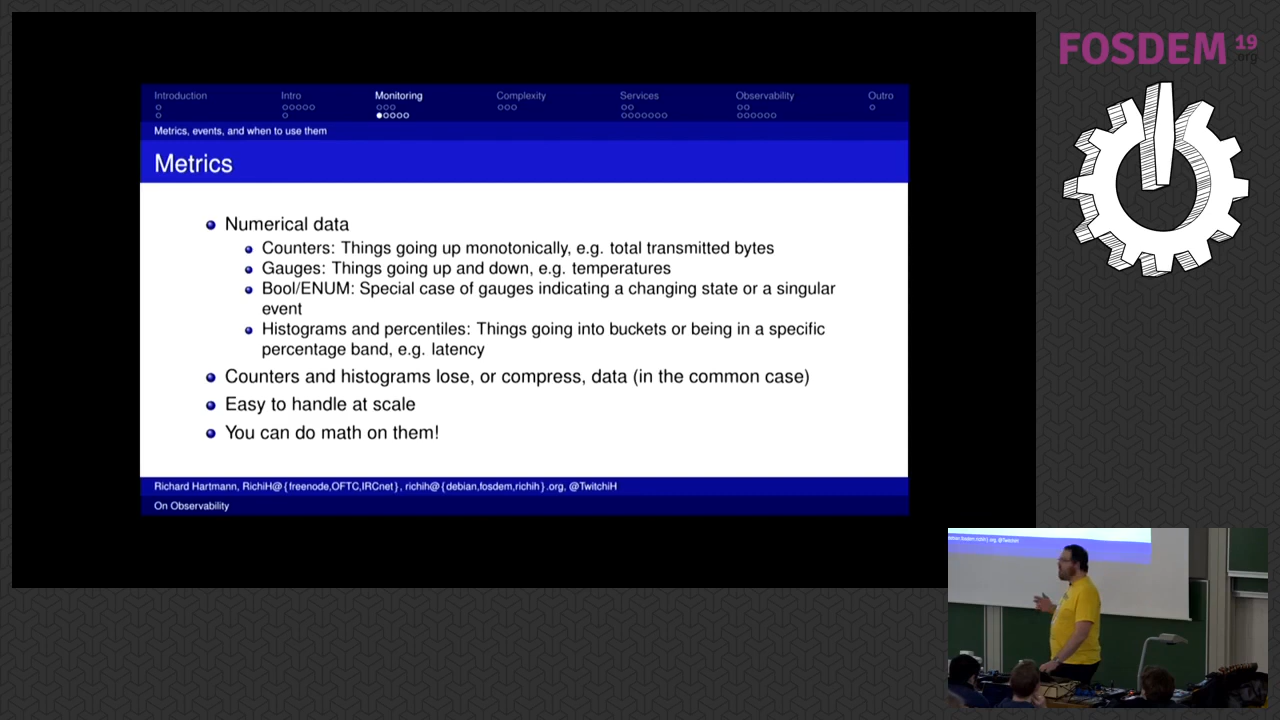 FOSDEM 19
.org
Introduction Intro Monitoring Complexity Services Observability Outro
Metrics, events, and when to use them
Metrics
Numerical data
Counters: Things going up monotonically, e.g. total transmitted bytes
Gauges: Things going up and down, e.g. temperatures
Bool/ENUM: Special case of gauges indicating a changing state or a singular
event
Histograms and percentiles: Things going into buckets or being in a specific
percentage band, e.g. latency
Counters and histograms lose, or compress, data (in the common case)
Easy to handle at scale
You can do math on them!
Richard Hartmann, RichiH@{freenode,OFTC,IRCnet}, richih@{debian,fosdem,richih}.org, @TwitchiH
On Observability